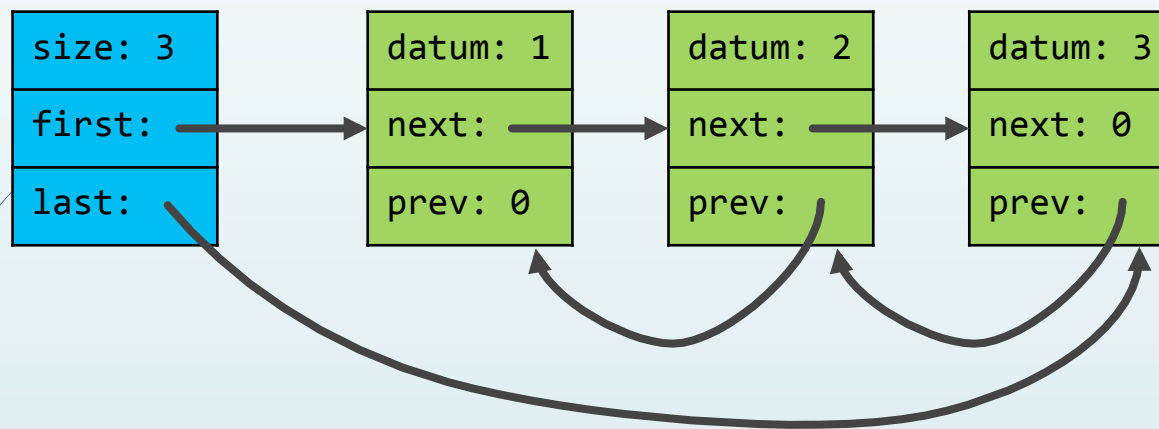 size: 3
first:
last:
datum: 1
next:
prev: 0
datum: 2
next:
prev:
datum: 3
next: 0
prev: